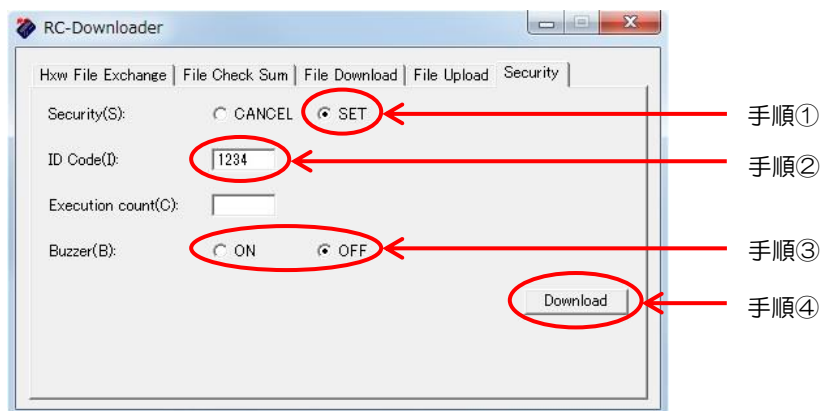 RC-Downloader
Hxw File Exchange File Check Sum File Download File Upload Security
Security(S): CANCEL SET 手順①
ID Code(I): 1234 手順②
Execution count(C):
Buzzer(B): ON OFF 手順③
Download 手順④